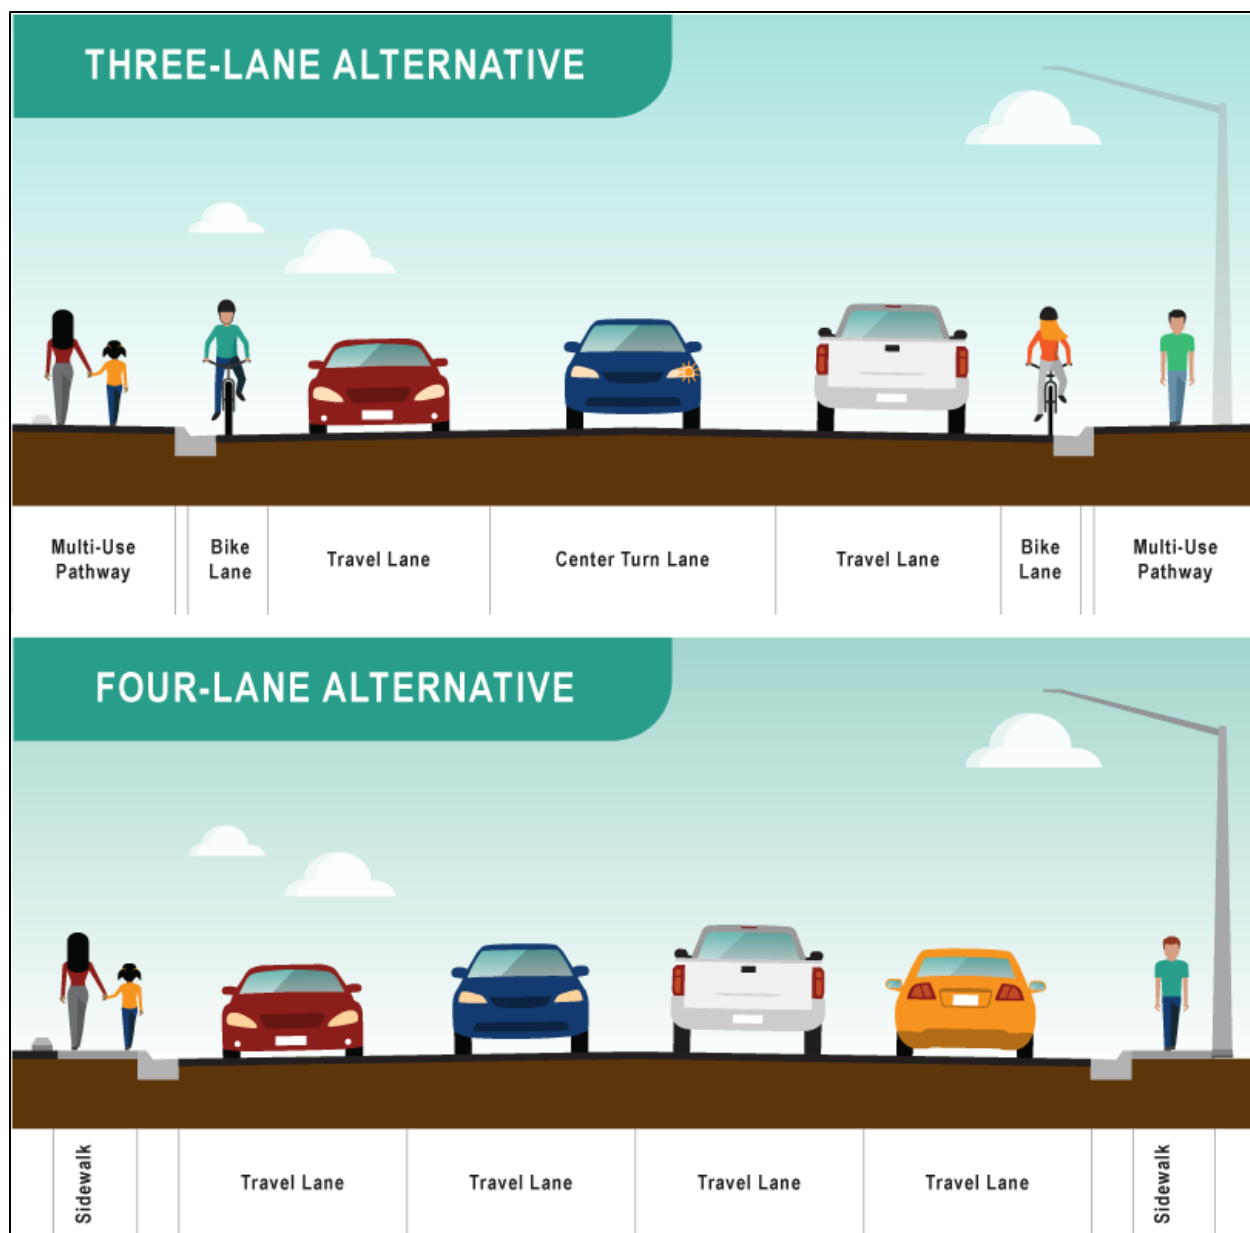 THREE-LANE ALTERNATIVE
Multi-Use
Pathway
Bike
Lane
Travel Lane
Center Turn Lane
Travel Lane
Bike
Lane
Multi-Use
Pathway
FOUR-LANE ALTERNATIVE
Sidewalk
Travel Lane
Travel Lane
Travel Lane
Travel Lane
Sidewalk